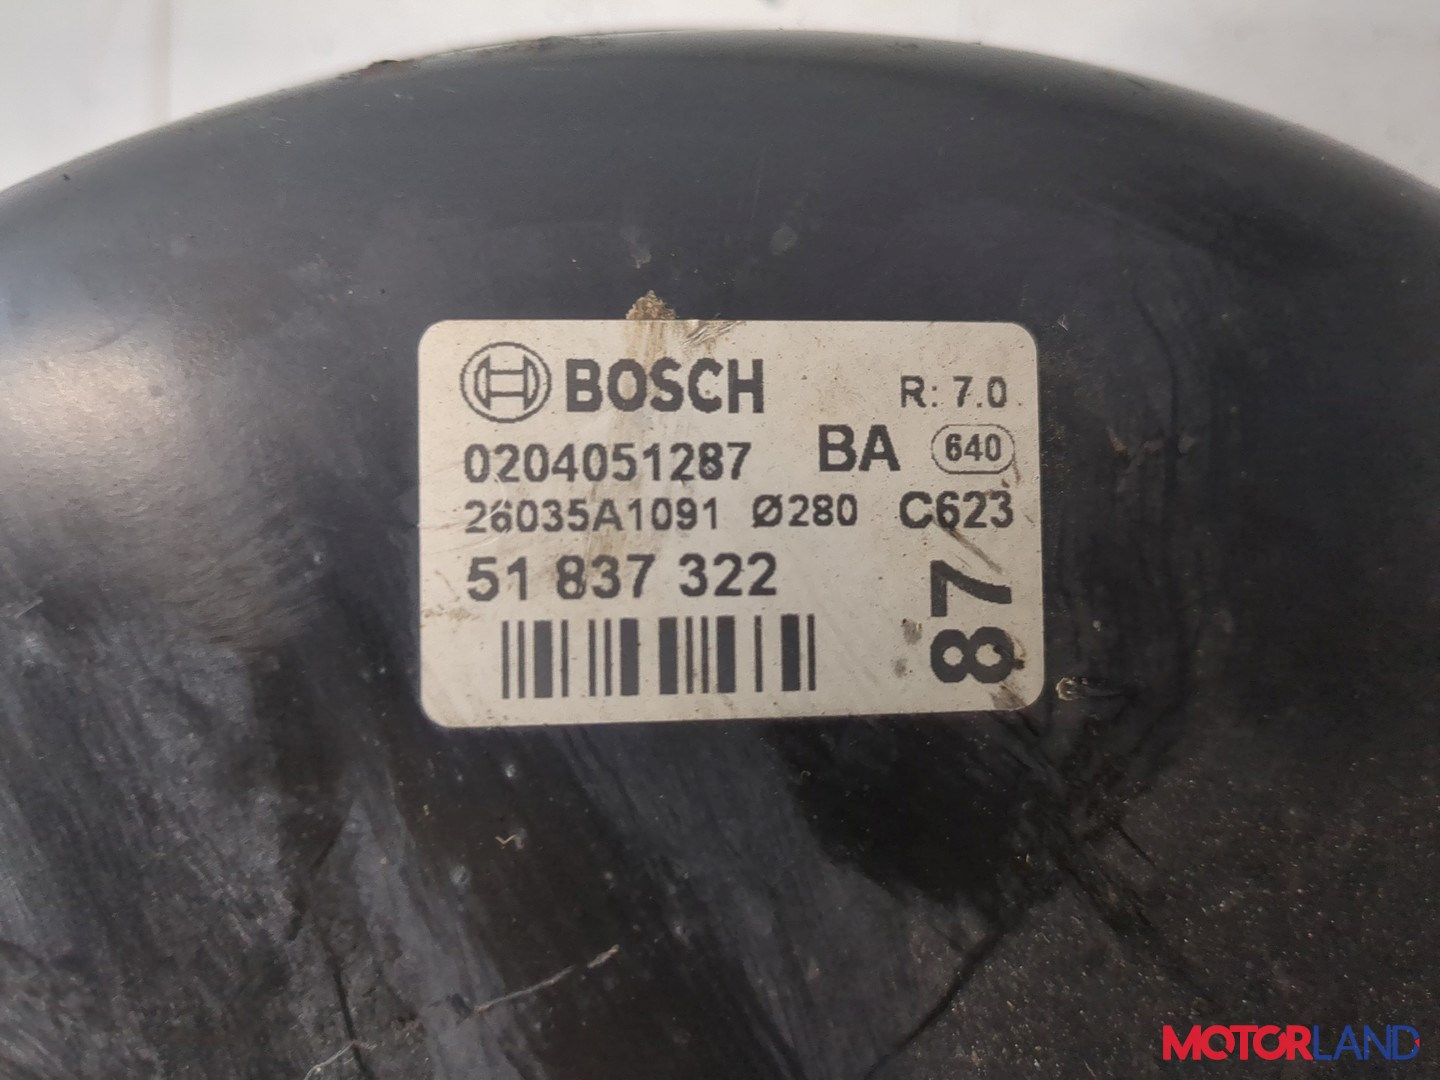 BOSCH R: 7.0
0204051287 BA 640
26035A1091 Ø280 C623
51 837 322
87
MOTORLAND